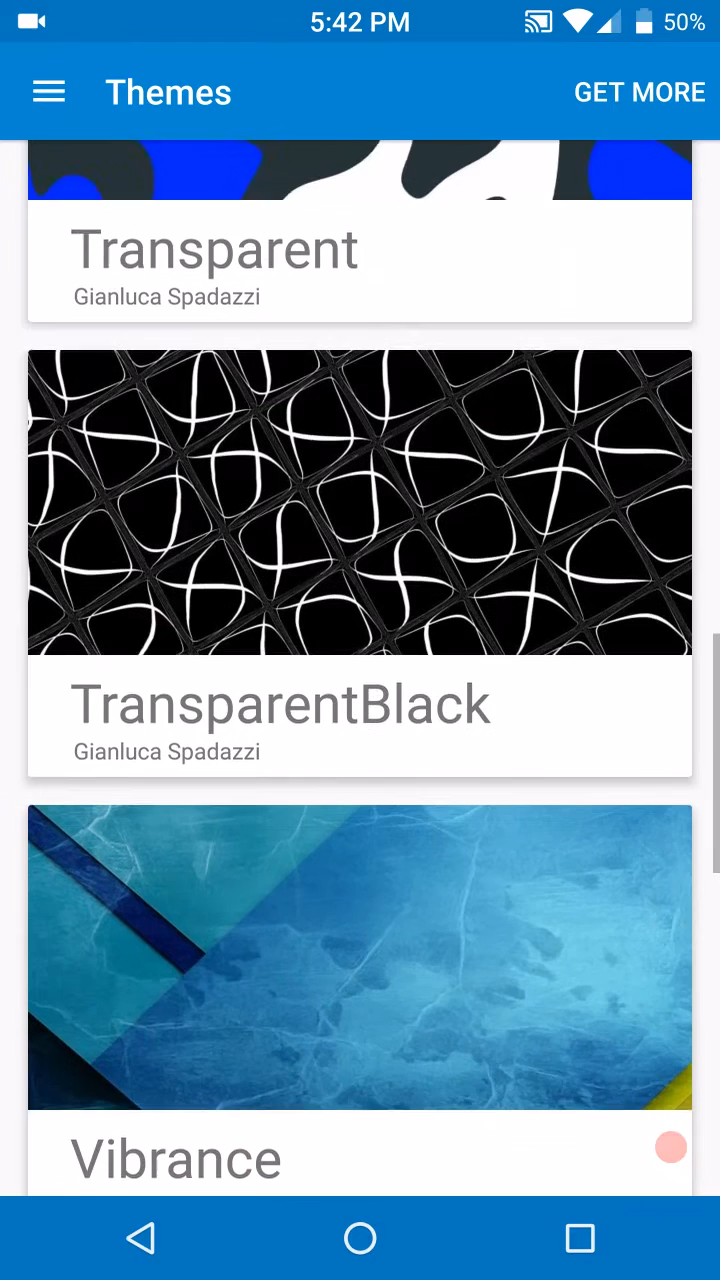 5:42 PM
50%
Themes
GET MORE
Transparent
Gianluca Spadazzi
TransparentBlack
Gianluca Spadazzi
Vibrance